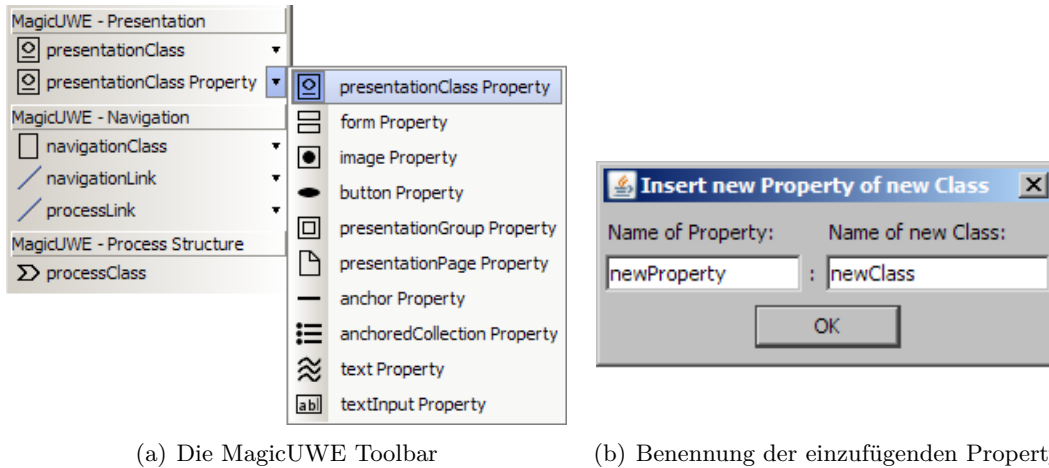 MagicUWE - Presentation
presentationClass
presentationClass Property
MagicUWE - Navigation
navigationClass
navigationLink
processLink
MagicUWE - Process Structure
processClass
presentationClass Property
form Property
image Property
button Property
presentationGroup Property
presentationPage Property
anchor Property
anchoredCollection Property
text Property
abl textInput Property
Insert new Property of new Class
Name of Property: Name of new Class:
newProperty : newClass
OK
(a) Die MagicUWE Toolbar
(b) Benennung der einzufügenden Propert